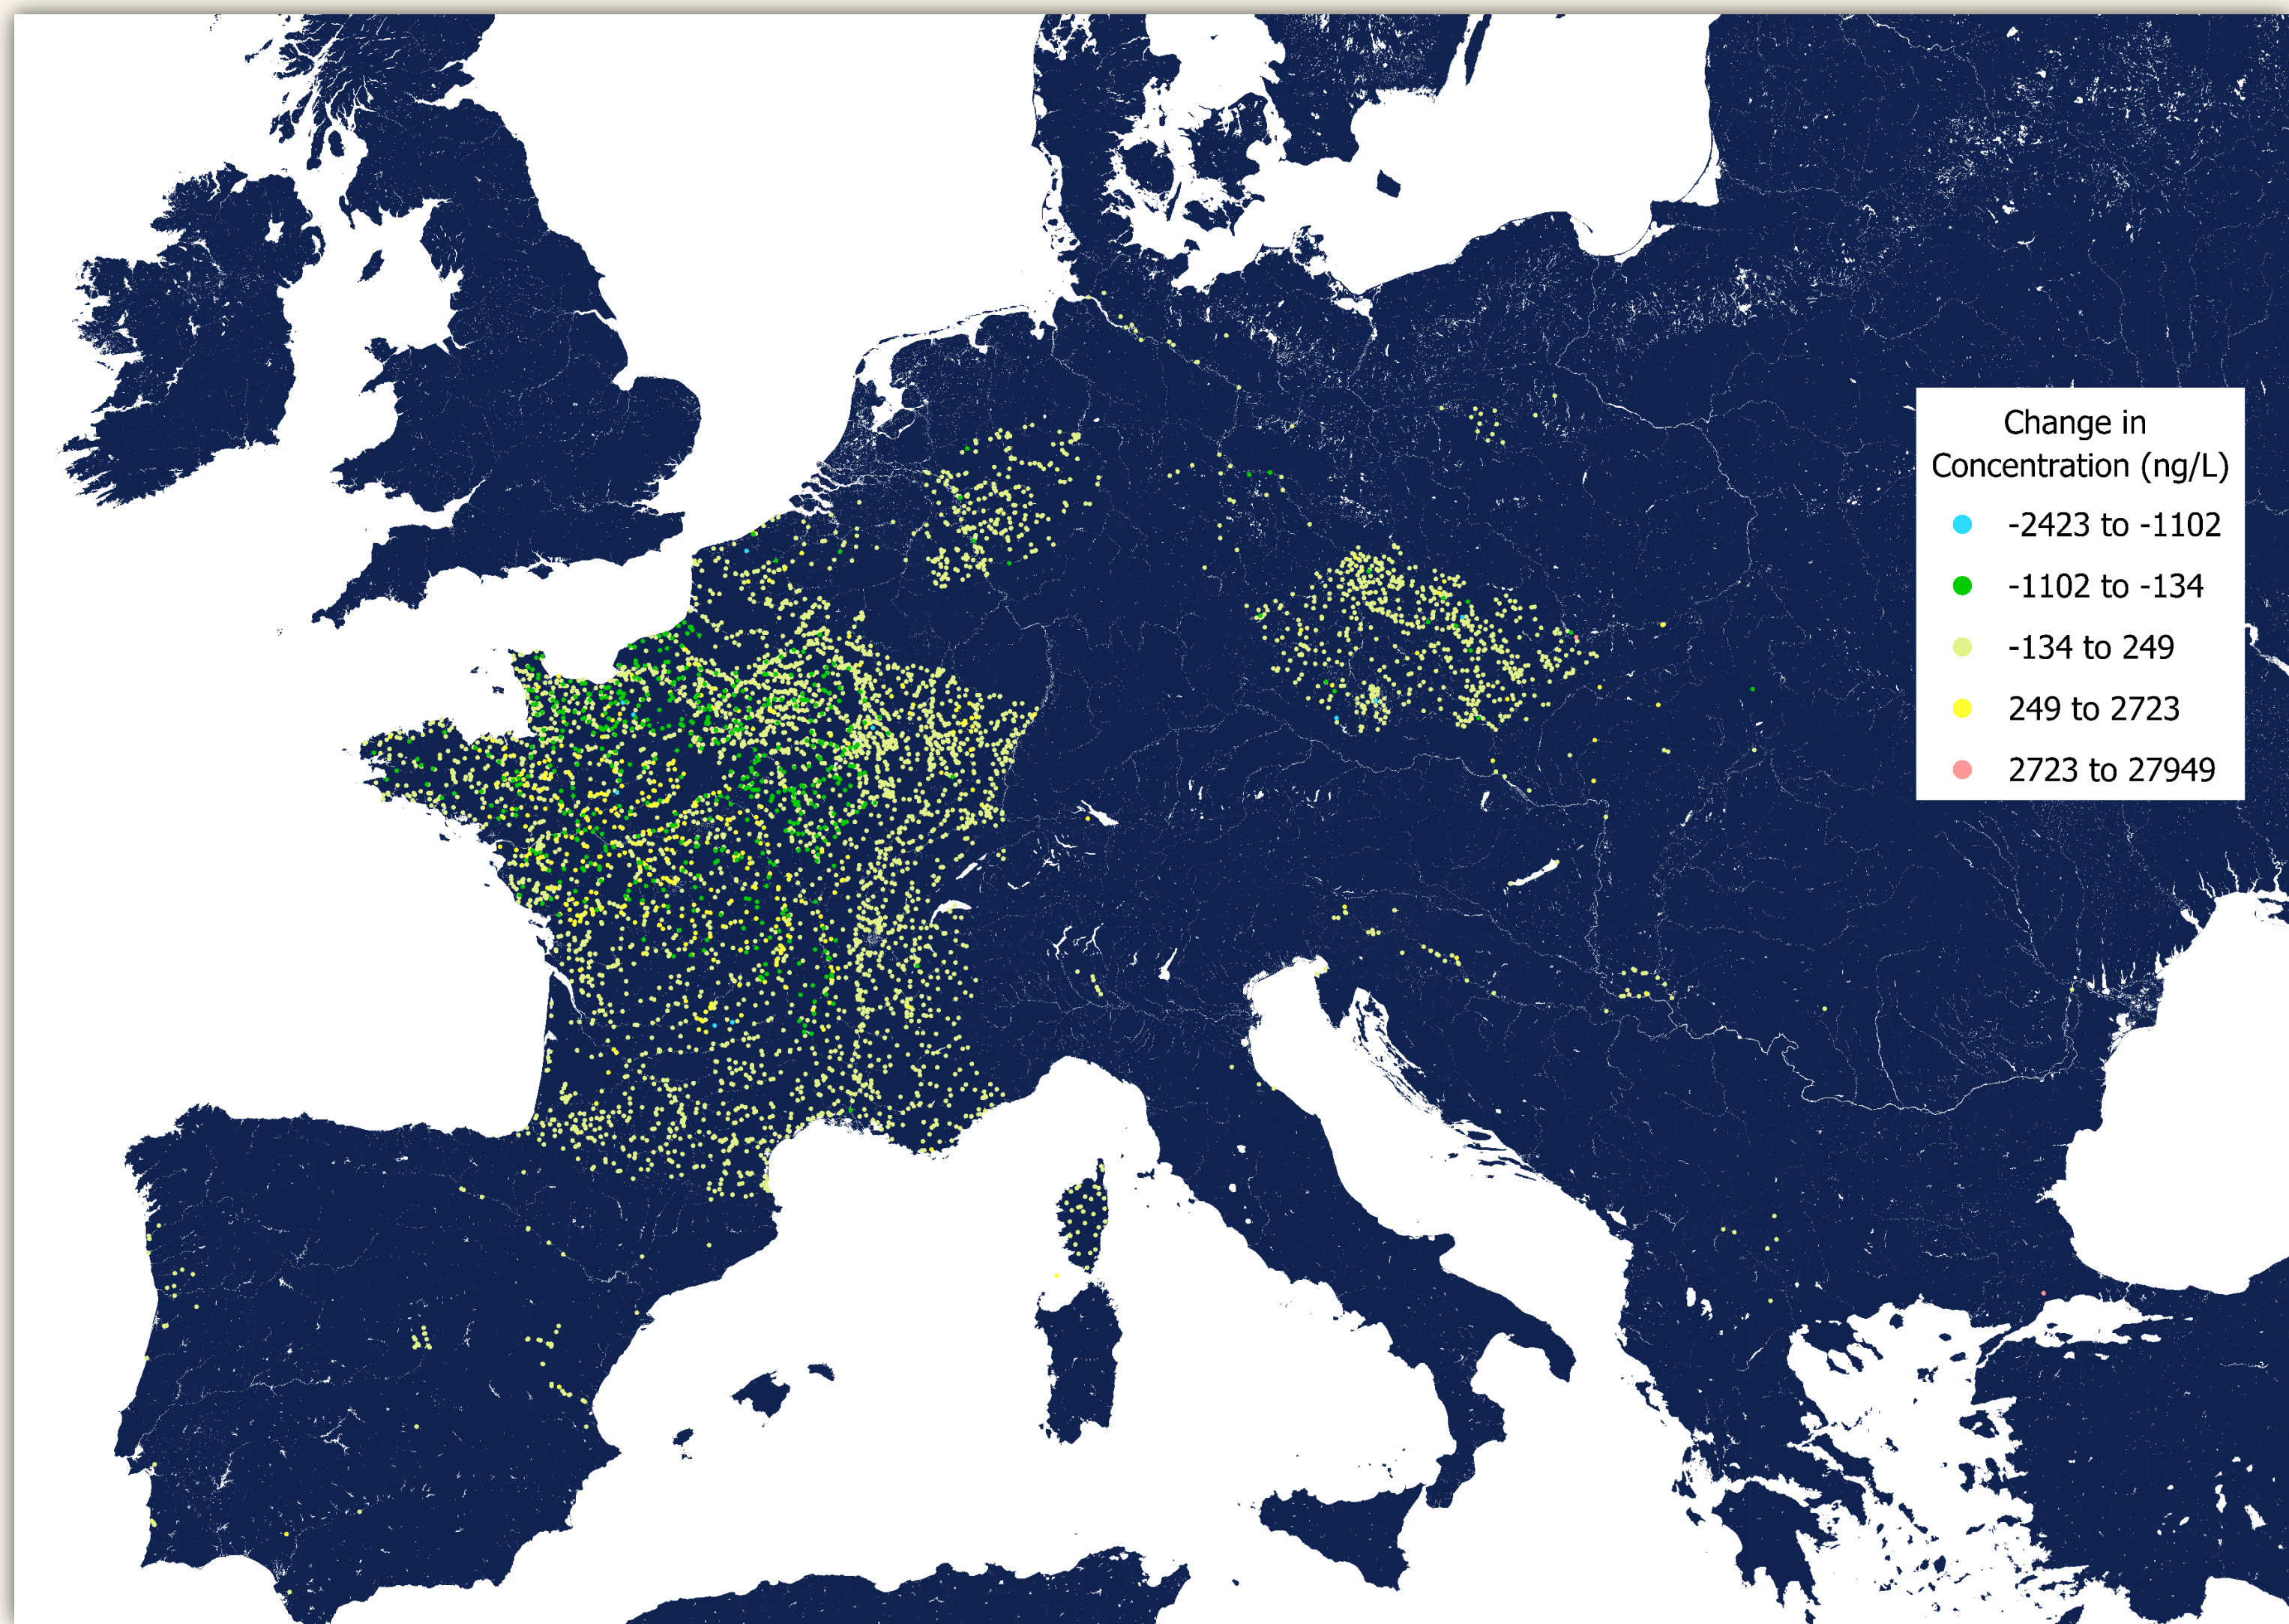 Change in
Concentration (ng/L)
-2423 to -1102
-1102 to -134
-134 to 249
249 to 2723
2723 to 27949